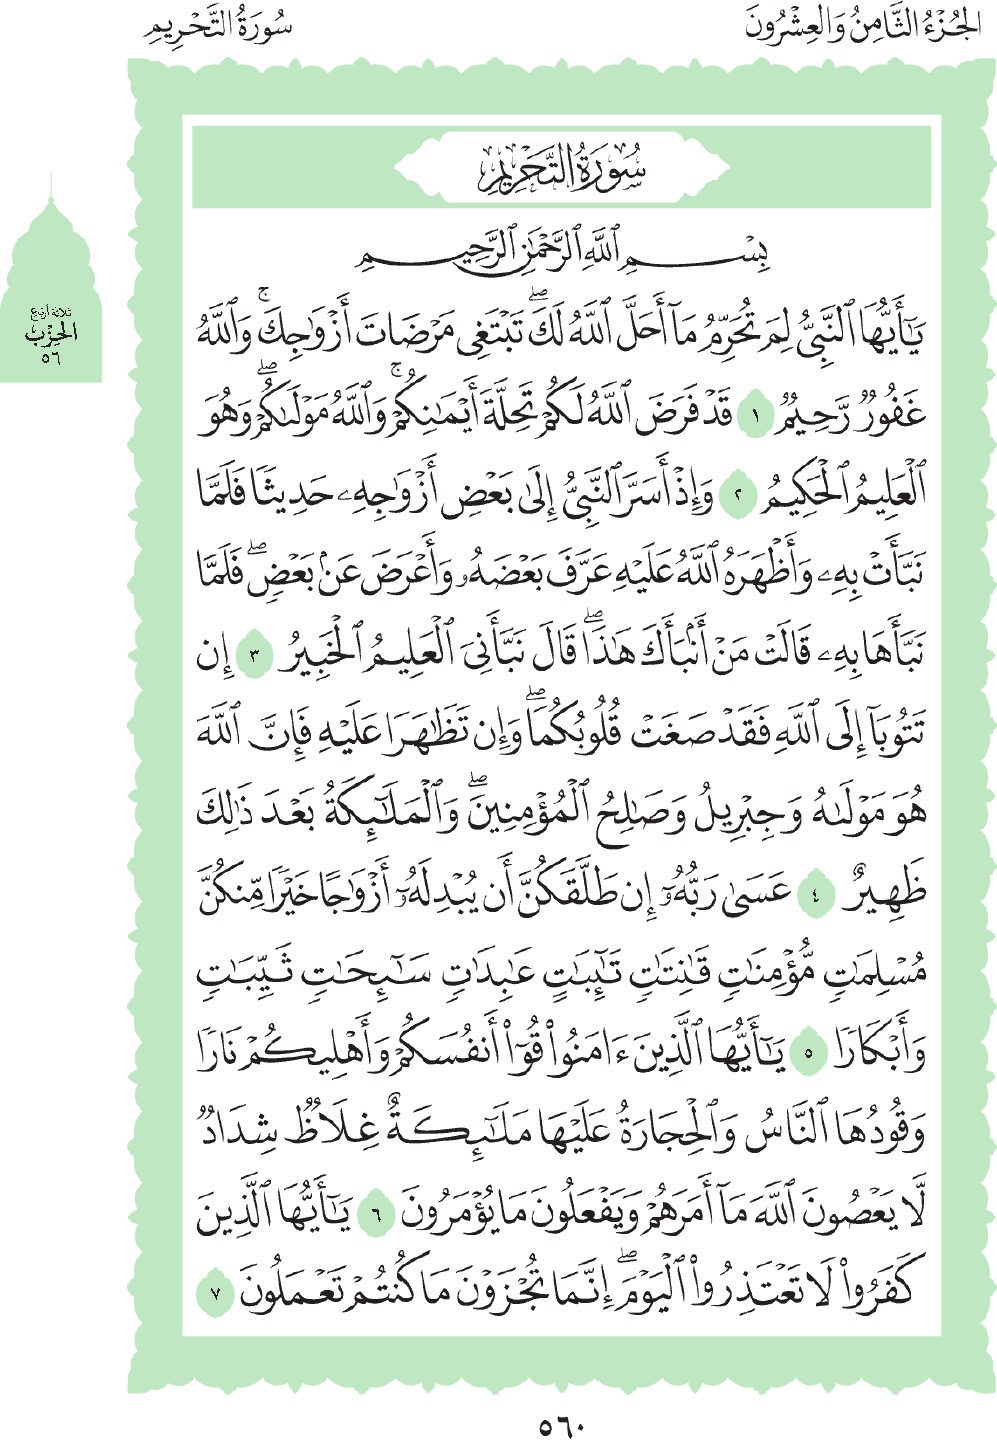 الجُزْءُ الثَّامِنُ وَالعِشْرُونَ
سُورَةُ التَّحْرِيمِ
سُورَةُ التَّحْرِيمِ
بِسْمِ ٱللَّهِ ٱلرَّحْمَٰنِ ٱلرَّحِيمِ
يَٰٓأَيُّهَا ٱلنَّبِيُّ لِمَ تُحَرِّمُ مَآ أَحَلَّ ٱللَّهُ لَكَۖ تَبْتَغِي مَرْضَاتَ أَزْوَٰجِكَۚ وَٱللَّهُ
غَفُورٌ رَّحِيمٌ ١ قَدْ فَرَضَ ٱللَّهُ لَكُمْ تَحِلَّةَ أَيْمَٰنِكُمْۚ وَٱللَّهُ مَوْلَىٰكُمْۖ وَهُوَ
ٱلْعَلِيمُ ٱلْحَكِيمُ ٢ وَإِذْ أَسَرَّ ٱلنَّبِيُّ إِلَىٰ بَعْضِ أَزْوَٰجِهِۦ حَدِيثًا فَلَمَّا
نَبَّأَتْ بِهِۦ وَأَظْهَرَهُ ٱللَّهُ عَلَيْهِ عَرَّفَ بَعْضَهُۥ وَأَعْرَضَ عَنۢ بَعْضٍۖ فَلَمَّا
نَبَّأَهَا بِهِۦ قَالَتْ مَنْ أَنۢبَأَكَ هَٰذَاۖ قَالَ نَبَّأَنِيَ ٱلْعَلِيمُ ٱلْخَبِيرُ ٣ إِن
تَتُوبَآ إِلَى ٱللَّهِ فَقَدْ صَغَتْ قُلُوبُكُمَاۖ وَإِن تَظَٰهَرَا عَلَيْهِ فَإِنَّ ٱللَّهَ
هُوَ مَوْلَىٰهُ وَجِبْرِيلُ وَصَٰلِحُ ٱلْمُؤْمِنِينَۖ وَٱلْمَلَٰٓئِكَةُ بَعْدَ ذَٰلِكَ
ظَهِيرٌ ٤ عَسَىٰ رَبُّهُۥٓ إِن طَلَّقَكُنَّ أَن يُبْدِلَهُۥٓ أَزْوَٰجًا خَيْرًا مِّنكُنَّ
مُسْلِمَٰتٍ مُّؤْمِنَٰتٍ قَٰنِتَٰتٍ تَٰٓئِبَٰتٍ عَٰبِدَٰتٍ سَٰٓئِحَٰتٍ ثَيِّبَٰتٍ
وَأَبْكَارًا ٥ يَٰٓأَيُّهَا ٱلَّذِينَ ءَامَنُوا۟ قُوٓا۟ أَنفُسَكُمْ وَأَهْلِيكُمْ نَارًا
وَقُودُهَا ٱلنَّاسُ وَٱلْحِجَارَةُ عَلَيْهَا مَلَٰٓئِكَةٌ غِلَاظٌ شِدَادٌ
لَّا يَعْصُونَ ٱللَّهَ مَآ أَمَرَهُمْ وَيَفْعَلُونَ مَا يُؤْمَرُونَ ٦ يَٰٓأَيُّهَا ٱلَّذِينَ
كَفَرُوا۟ لَا تَعْتَذِرُوا۟ ٱلْيَوْمَۖ إِنَّمَا تُجْزَوْنَ مَا كُنتُمْ تَعْمَلُونَ ٧
ثلاثة أرباع
الحِزْب
٥٦
٥٦٠